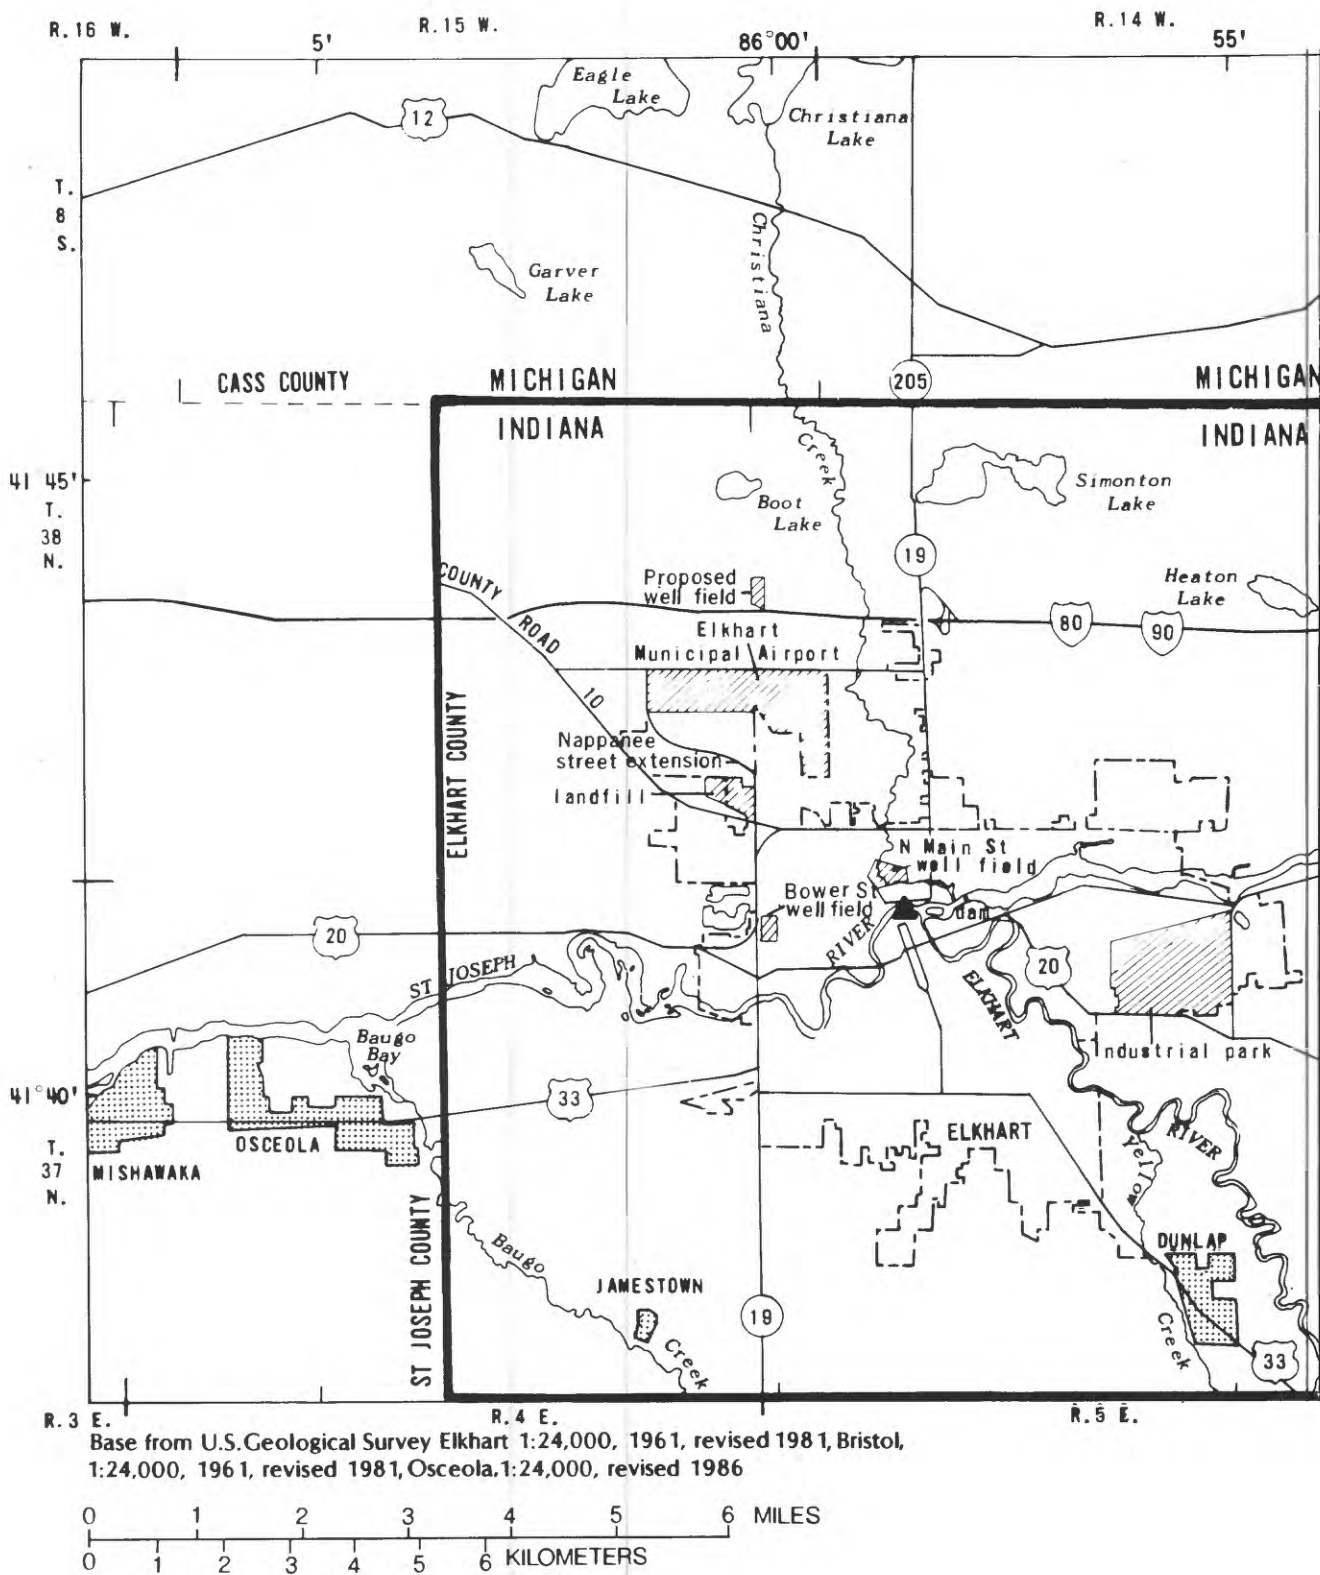 R.16 W.
5'
R.15 W.
86°00'
R.14 W.
55'
Eagle
Lake
Christiana
Lake
12
T.
8
S.
Garver
Lake
Christiana
CASS COUNTY
MICHIGAN
205
MICHIGAN
INDIANA
INDIANA
Creek
41 45'
T.
38
N.
Boot
Lake
Simonton
Lake
19
COUNTY
ROAD
10
Proposed
well field
Heaton
Lake
80
90
Elkhart
Municipal Airport
ELKHART COUNTY
Nappanee
street extension
landfill
N Main St
well field
Bower St
well field
dam
20
RIVER
ST JOSEPH
ELKHART
20
Baugo
Bay
Industrial park
41°40'
33
T.
37
N.
MISHAWAKA
OSCEOLA
ELKHART
Yellow
RIVER
ST JOSEPH COUNTY
Baugo
JAMESTOWN
DUNLAP
19
Creek
Creek
33
R.3 E.
R.4 E.
R.5 E.
Base from U.S.Geological Survey Elkhart 1:24,000, 1961, revised 1981, Bristol,
1:24,000, 1961, revised 1981, Osceola,1:24,000, revised 1986
0 1 2 3 4 5 6 MILES
0 1 2 3 4 5 6 KILOMETERS